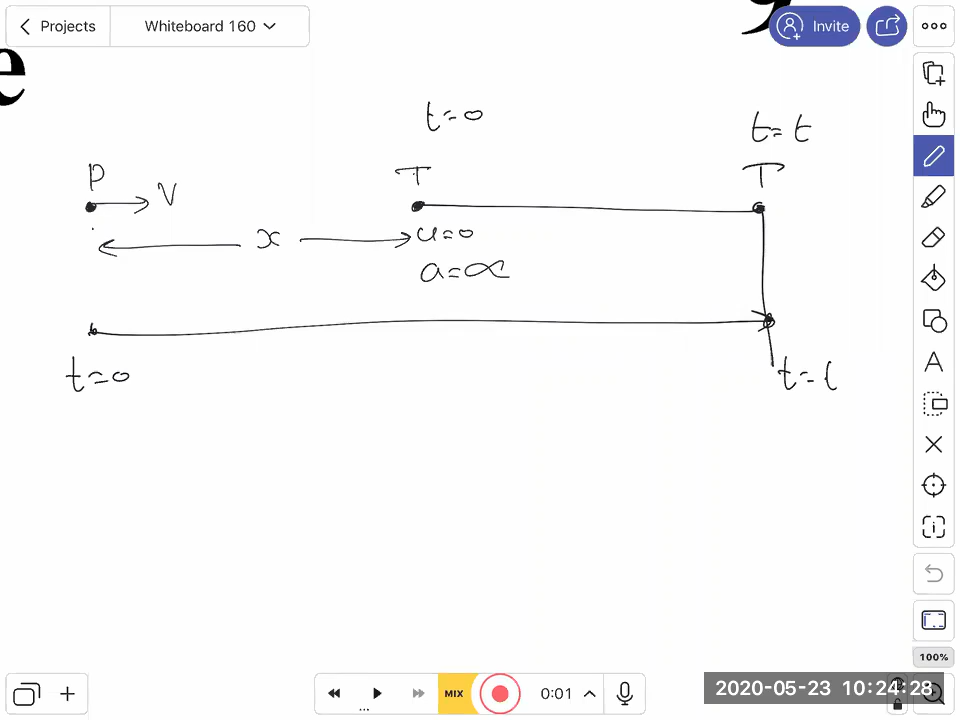 Projects
Whiteboard 160
Invite
e
t=0
t=t
P
V
T
T
x
u=0
a=∝
t=0
A
100%
MIX
0:01
2020-05-23 10:24:28